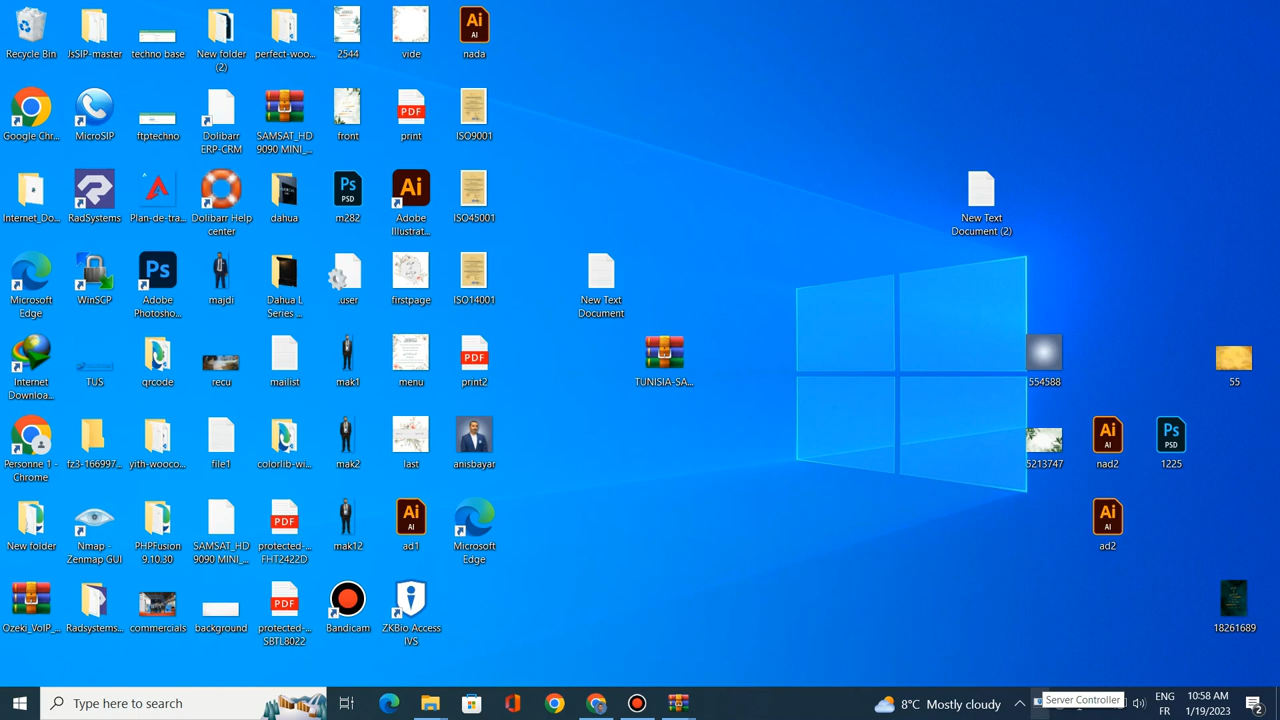 Recycle Bin
JsSIP-master
techno base
New folder
(2)
perfect-woo...
2544
vide
nada
Google Chr...
MicroSIP
ftptechno
Dolibarr
ERP-CRM
SAMSAT_HD
9090 MINI_...
front
print
ISO9001
Internet_Do...
RadSystems
Plan-de-tra...
Dolibarr Help
center
dahua
m282
Adobe
Illustrat...
ISO45001
New Text
Document (2)
Microsoft
Edge
WinSCP
Adobe
Photosho...
majdi
Dahua L
Series ...
.user
firstpage
ISO14001
New Text
Document
Internet
Downloa...
TUS
qrcode
recu
mailist
mak1
menu
print2
TUNISIA-SA...
554588
55
Personne 1 -
Chrome
fz3-166997...
yith-wooco...
file1
colorlib-wi...
mak2
last
anisbayar
5213747
nad2
1225
New folder
Nmap -
Zenmap GUI
PHPFusion
9.10.30
SAMSAT_HD
9090 MINI_...
protected-...
FHT2422D
mak12
ad1
Microsoft
Edge
ad2
Ozeki_VoIP_...
Radsystems...
commercials
background
protected-...
SBTL8022
Bandicam
ZKBio Access
IVS
18261689
Type here to search
8°C Mostly cloudy
Server Controller
ENG
FR
10:58 AM
1/19/2023